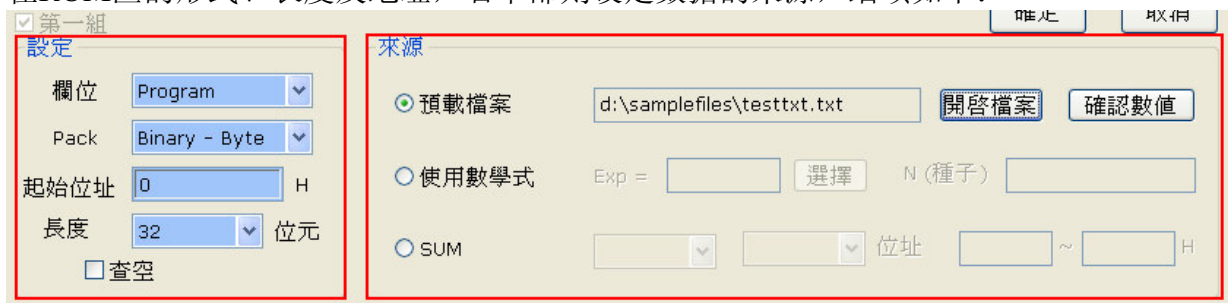 確定 取消
第一組
設定
欄位 Program
Pack Binary - Byte
起始位址 0 H
長度 32 位元
查空
來源
預載檔案 d:\samplefiles\testtxt.txt 開啓檔案 確認數值
使用數學式 Exp = 選擇 N (種子)
SUM 位址 ~ H